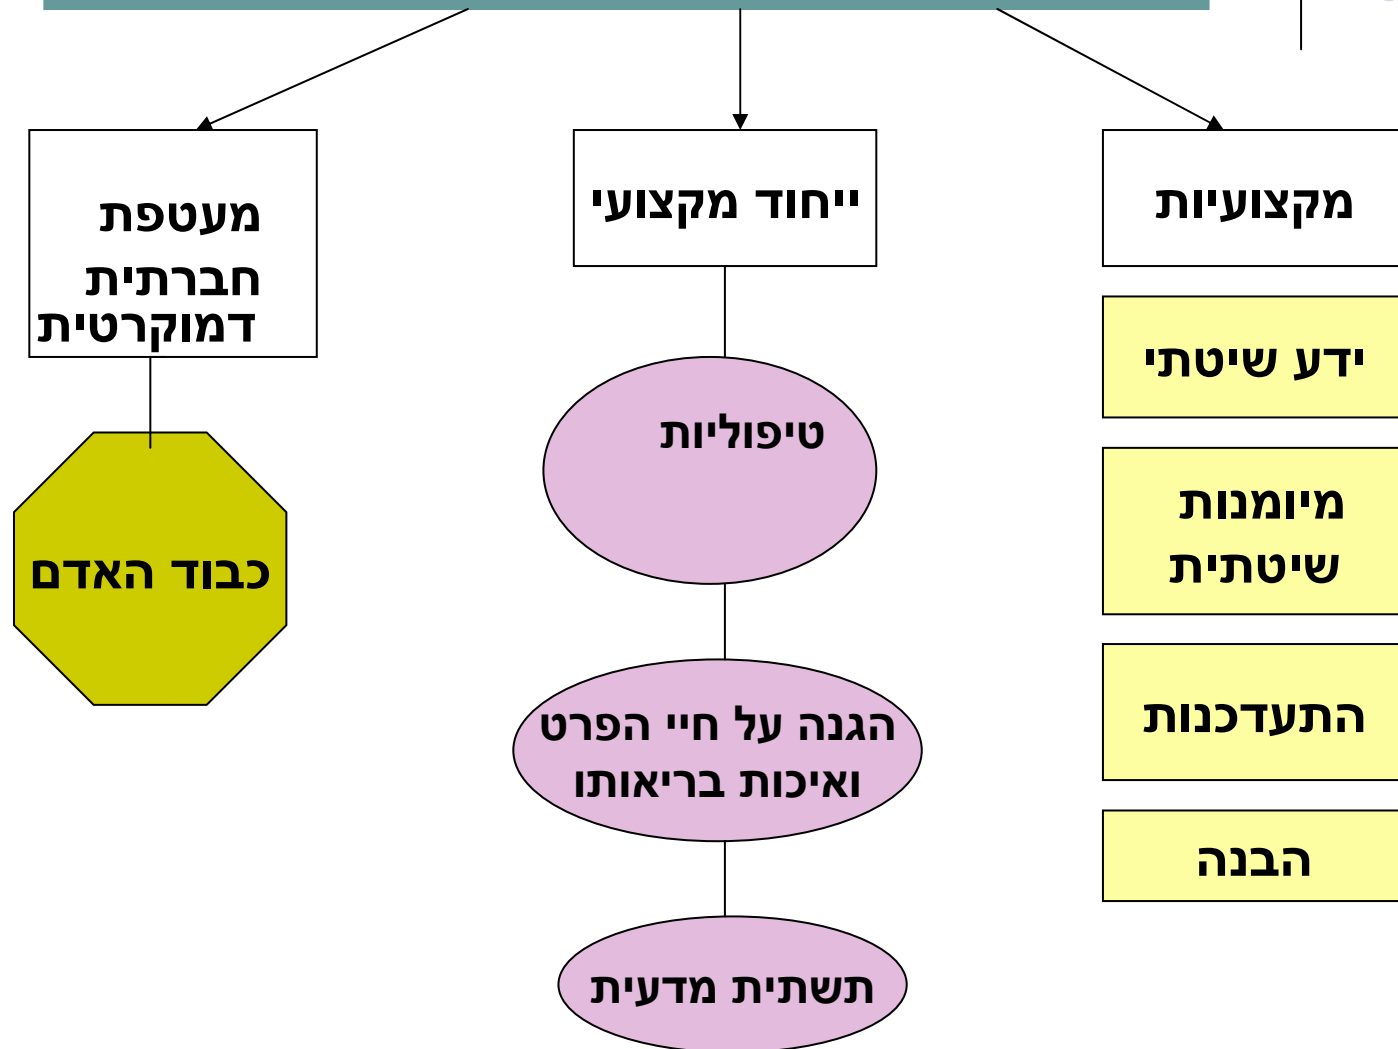 מקצועיות
ידע שיטתי
מיומנות
שיטתית
התעדכנות
הבנה
ייחוד מקצועי
טיפוליות
הגנה על חיי הפרט
ואיכות בריאותו
תשתית מדעית
מעטפת
חברתית
דמוקרטית
כבוד האדם